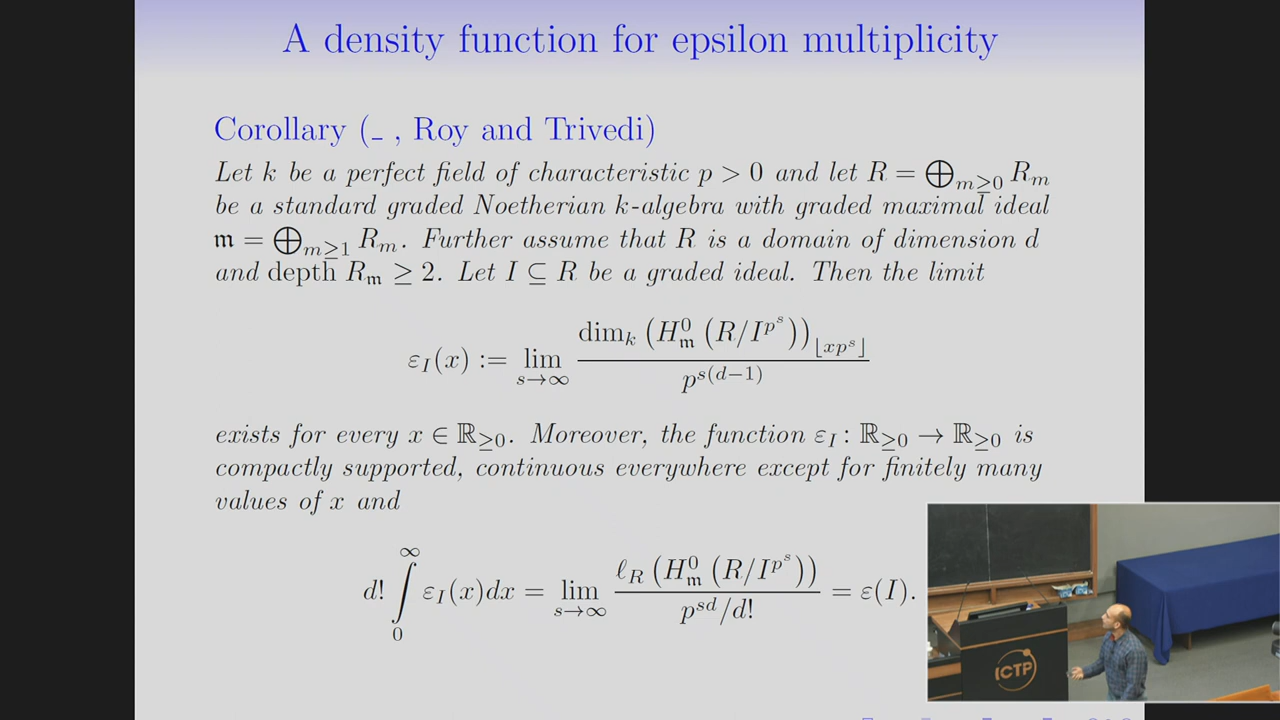 A density function for epsilon multiplicity
Corollary (_ , Roy and Trivedi)
Let k be a perfect field of characteristic p > 0 and let R = ⨁_{m≥0} R_m
be a standard graded Noetherian k-algebra with graded maximal ideal
𝔪 = ⨁_{m≥1} R_m. Further assume that R is a domain of dimension d
and depth R_𝔪 ≥ 2. Let I ⊆ R be a graded ideal. Then the limit
ε_I(x) := lim_{s→∞} dim_k (H^0_𝔪 (R/I^{p^s}))_{⌊xp^s⌋} / p^{s(d−1)}
exists for every x ∈ ℝ_{≥0}. Moreover, the function ε_I : ℝ_{≥0} → ℝ_{≥0} is
compactly supported, continuous everywhere except for finitely many
values of x and
d! ∫_0^∞ ε_I(x)dx = lim_{s→∞} ℓ_R (H^0_𝔪 (R/I^{p^s})) / (p^{sd}/d!) = ε(I).
ICTP